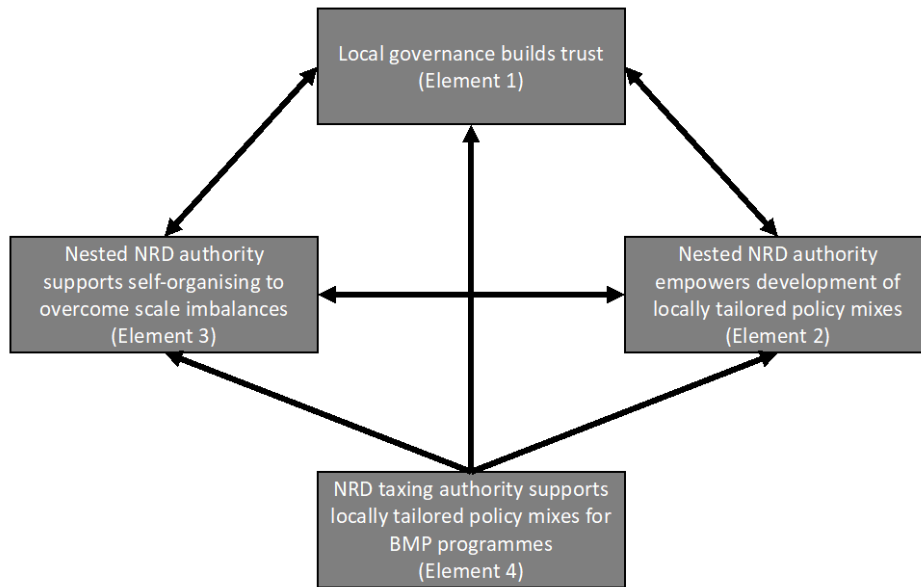 Local governance builds trust
(Element 1)
Nested NRD authority
supports self-organising to
overcome scale imbalances
(Element 3)
Nested NRD authority
empowers development of
locally tailored policy mixes
(Element 2)
NRD taxing authority supports
locally tailored policy mixes for
BMP programmes
(Element 4)